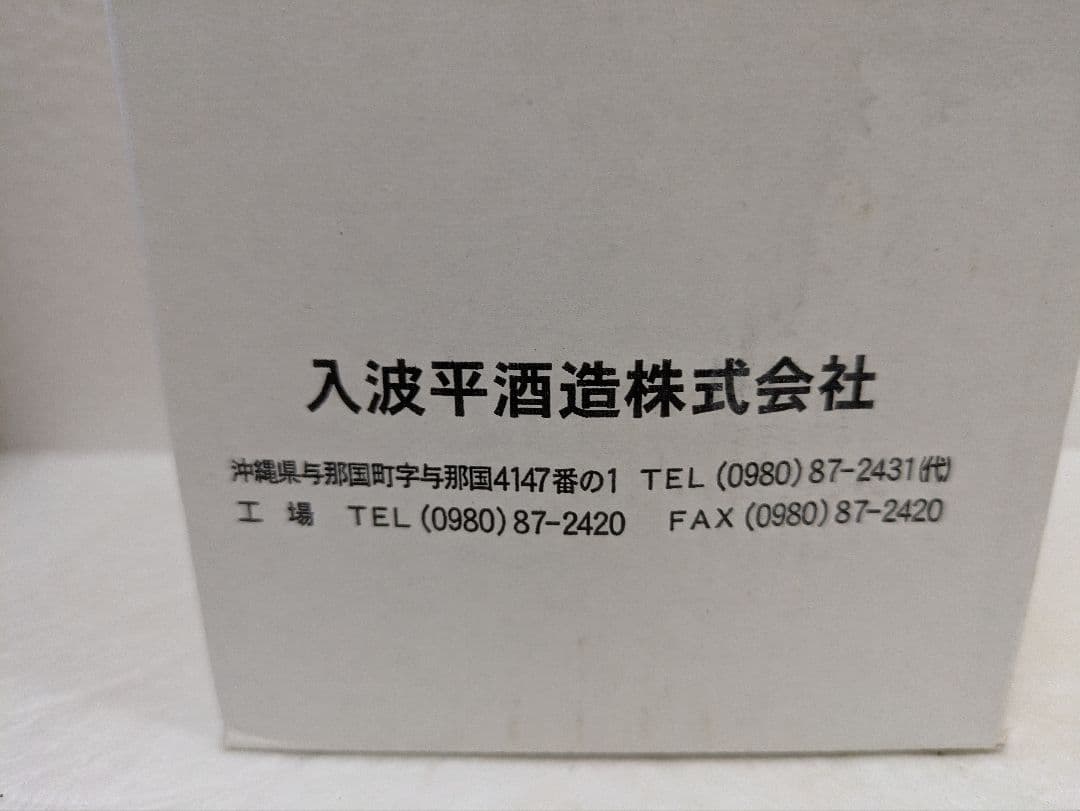 入波平酒造株式会社
沖縄県与那国町字与那国4147番の1 TEL (0980) 87-2431㈹
工場 TEL (0980) 87-2420 FAX (0980) 87-2420